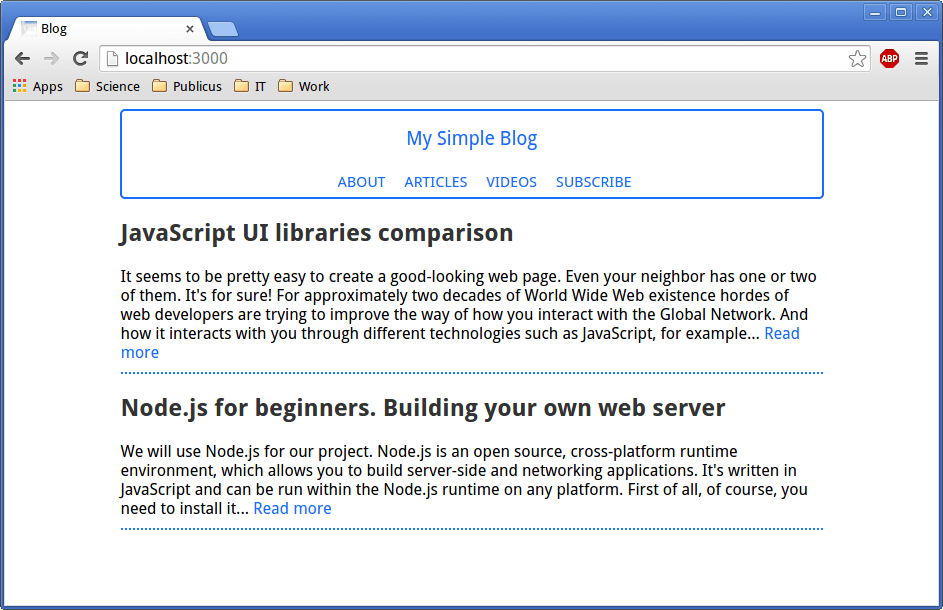 Blog
localhost:3000
ABP
Apps Science Publicus IT Work
My Simple Blog
ABOUT ARTICLES VIDEOS SUBSCRIBE
JavaScript UI libraries comparison
It seems to be pretty easy to create a good-looking web page. Even your neighbor has one or two
of them. It's for sure! For approximately two decades of World Wide Web existence hordes of
web developers are trying to improve the way of how you interact with the Global Network. And
how it interacts with you through different technologies such as JavaScript, for example... Read
more
Node.js for beginners. Building your own web server
We will use Node.js for our project. Node.js is an open source, cross-platform runtime
environment, which allows you to build server-side and networking applications. It's written in
JavaScript and can be run within the Node.js runtime on any platform. First of all, of course, you
need to install it... Read more